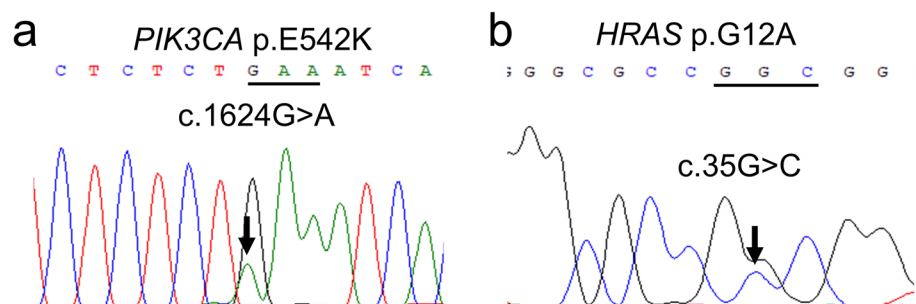 a
PIK3CA p.E542K
C T C T C T G A A A T C A
c.1624G>A
b
HRAS p.G12A
G G C G C C G G C G G
c.35G>C